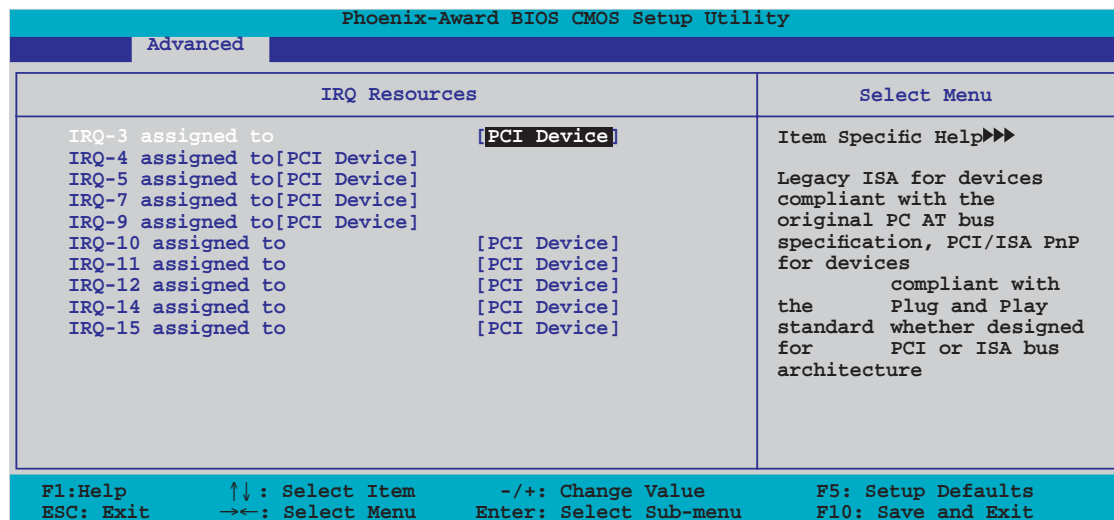 Phoenix-Award BIOS CMOS Setup Utility
Advanced
IRQ Resources
Select Menu
IRQ-3 assigned to [PCI Device]
IRQ-4 assigned to[PCI Device]
IRQ-5 assigned to[PCI Device]
IRQ-7 assigned to[PCI Device]
IRQ-9 assigned to[PCI Device]
IRQ-10 assigned to [PCI Device]
IRQ-11 assigned to [PCI Device]
IRQ-12 assigned to [PCI Device]
IRQ-14 assigned to [PCI Device]
IRQ-15 assigned to [PCI Device]
Item Specific Help▶▶▶
Legacy ISA for devices
compliant with the
original PC AT bus
specification, PCI/ISA PnP
for devices
compliant with
the Plug and Play
standard whether designed
for PCI or ISA bus
architecture
F1:Help ↑↓: Select Item -/+: Change Value F5: Setup Defaults
ESC: Exit →←: Select Menu Enter: Select Sub-menu F10: Save and Exit